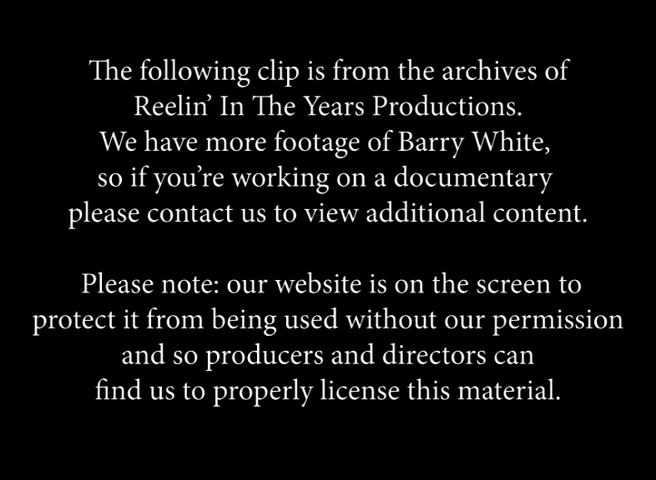 The following clip is from the archives of
Reelin’ In The Years Productions.
We have more footage of Barry White,
so if you’re working on a documentary
please contact us to view additional content.
Please note: our website is on the screen to
protect it from being used without our permission
and so producers and directors can
find us to properly license this material.